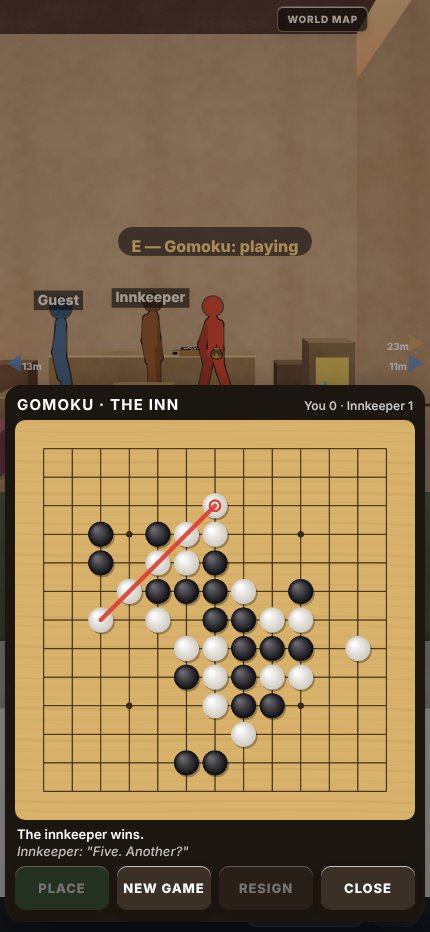 WORLD MAP
E — Gomoku: playing
Guest
Innkeeper
23m
13m
11m
GOMOKU · THE INN
You 0 · Innkeeper 1
The innkeeper wins.
Innkeeper: "Five. Another?"
PLACE
NEW GAME
RESIGN
CLOSE